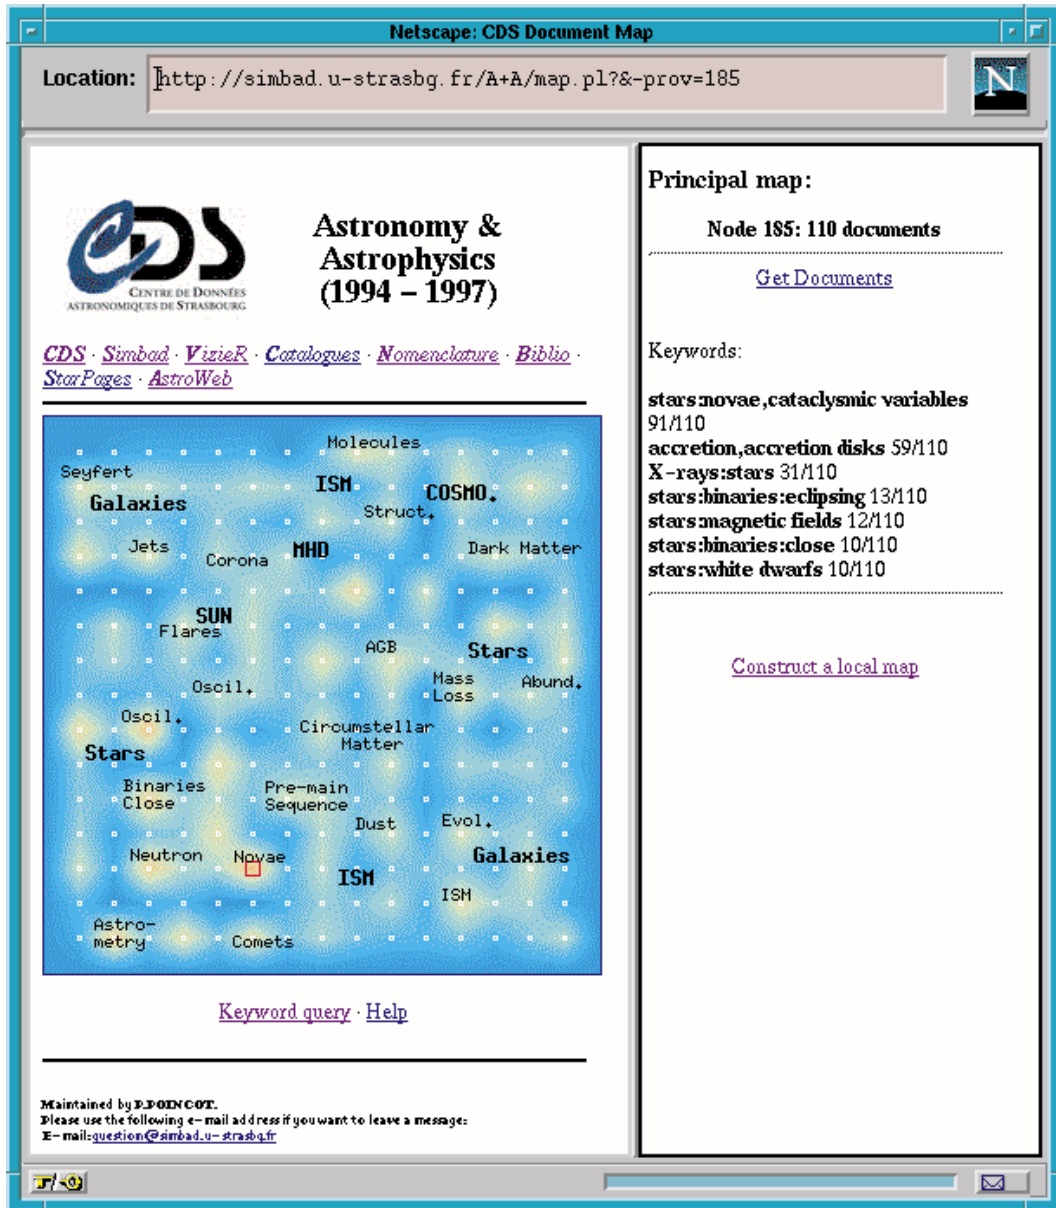 Netscape: CDS Document Map
Location: http://simbad.u-strasbg.fr/A+A/map.pl?&-prov=185
N
CDS
CENTRE DE DONNÉES
ASTRONOMIQUES DE STRASBOURG
Astronomy &
Astrophysics
(1994 – 1997)
CDS · Simbad · VizieR · Catalogues · Nomenclature · Biblio ·
StarPages · AstroWeb
Molecules
Seyfert
ISM
COSMO.
Galaxies
Struct.
Jets
Corona
MHD
Dark Matter
SUN
Flares
AGB
Stars
Oscil.
Mass
Loss
Abund.
Oscil.
Circumstellar
Matter
Stars
Binaries
Close
Pre-main
Sequence
Dust
Evol.
Neutron
Novae
Galaxies
ISM
ISM
Astro-
metry
Comets
Keyword query · Help
Maintained by P.POINCOT.
Please use the following e-mail address if you want to leave a message:
E-mail:question@simbad.u-strasbg.fr
Principal map:
Node 185: 110 documents
Get Documents
Keywords:
stars:novae,cataclysmic variables
91/110
accretion,accretion disks 59/110
X-rays:stars 31/110
stars:binaries:eclipsing 13/110
stars:magnetic fields 12/110
stars:binaries:close 10/110
stars:white dwarfs 10/110
Construct a local map